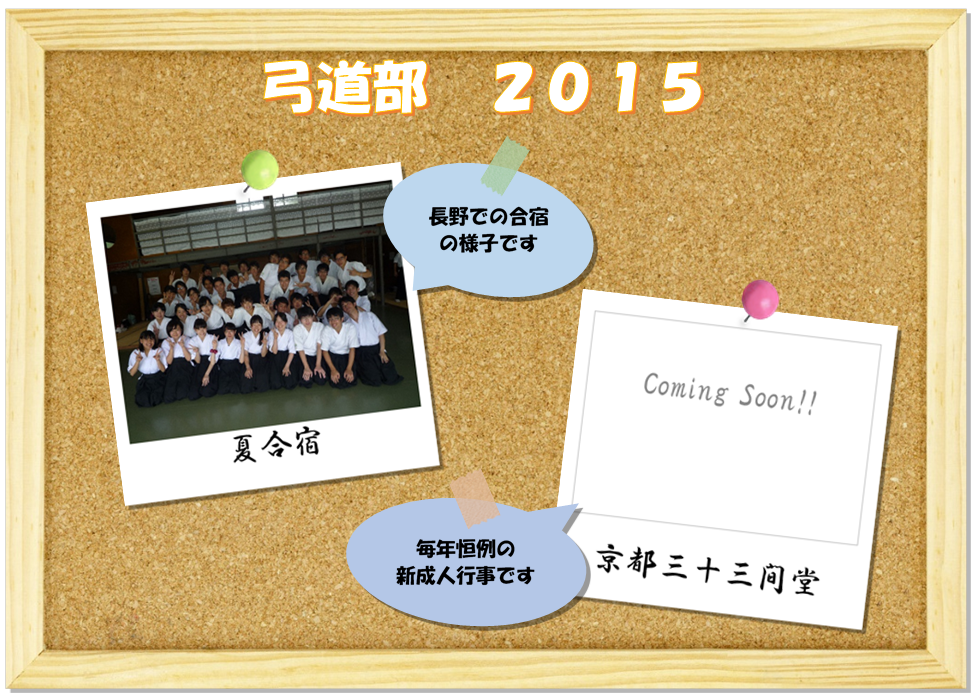 弓道部　２０１５
長野での合宿
の様子です
夏合宿
Coming Soon!!
毎年恒例の
新成人行事です
京都三十三间堂